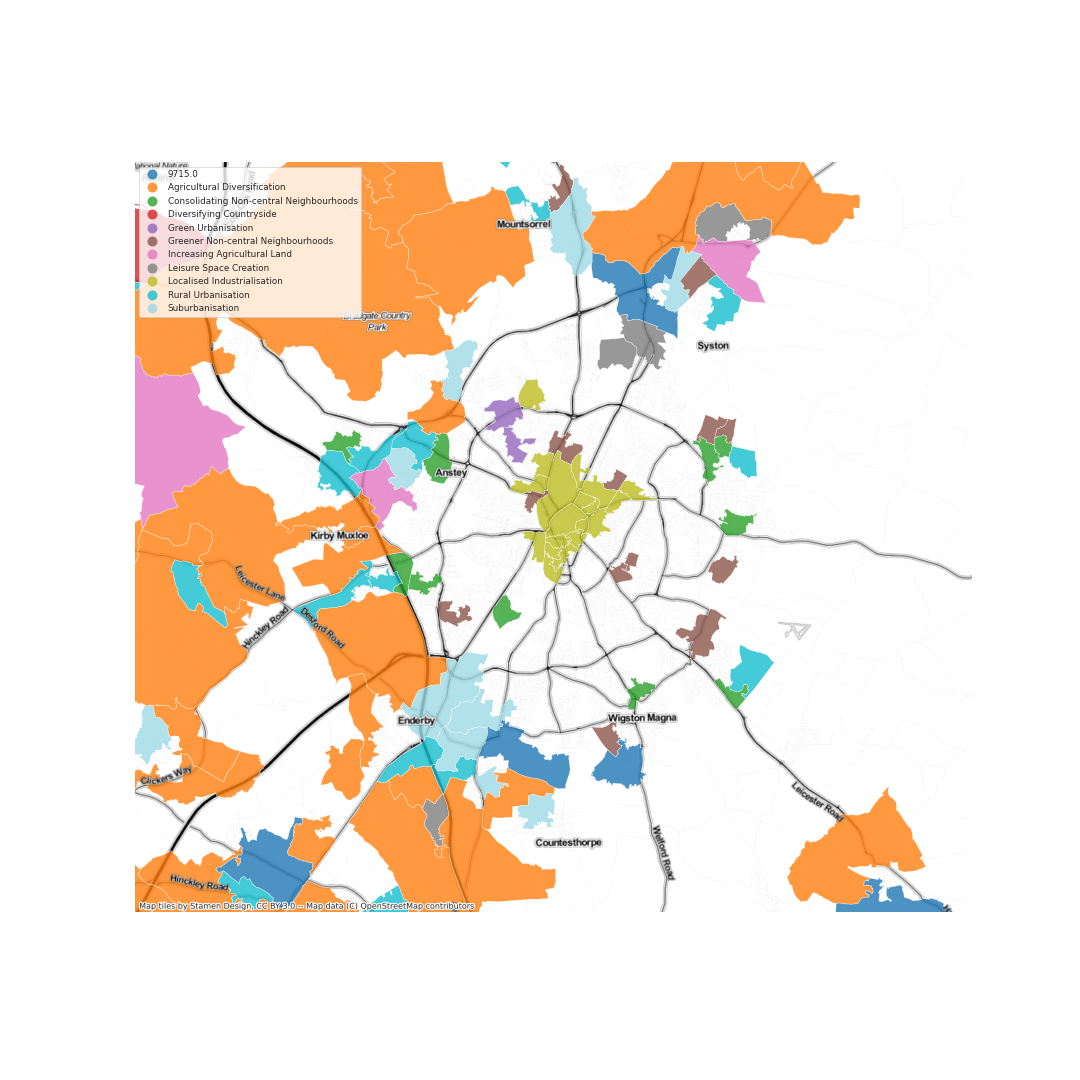 National Nature
9715.0
Agricultural Diversification
Consolidating Non-central Neighbourhoods
Diversifying Countryside
Green Urbanisation
Greener Non-central Neighbourhoods
Increasing Agricultural Land
Leisure Space Creation
Localised Industrialisation
Rural Urbanisation
Suburbanisation
Mountsorrel
Bradgate Country
Park
Syston
Anstey
Kirby Muxloe
Leicester Lane
Hinckley Road
Desford Road
Enderby
Wigston Magna
Clickers Way
Leicester Road
Countesthorpe
Welford Road
Hinckley Road
Map tiles by Stamen Design, CC BY 3.0 -- Map data (C) OpenStreetMap contributors